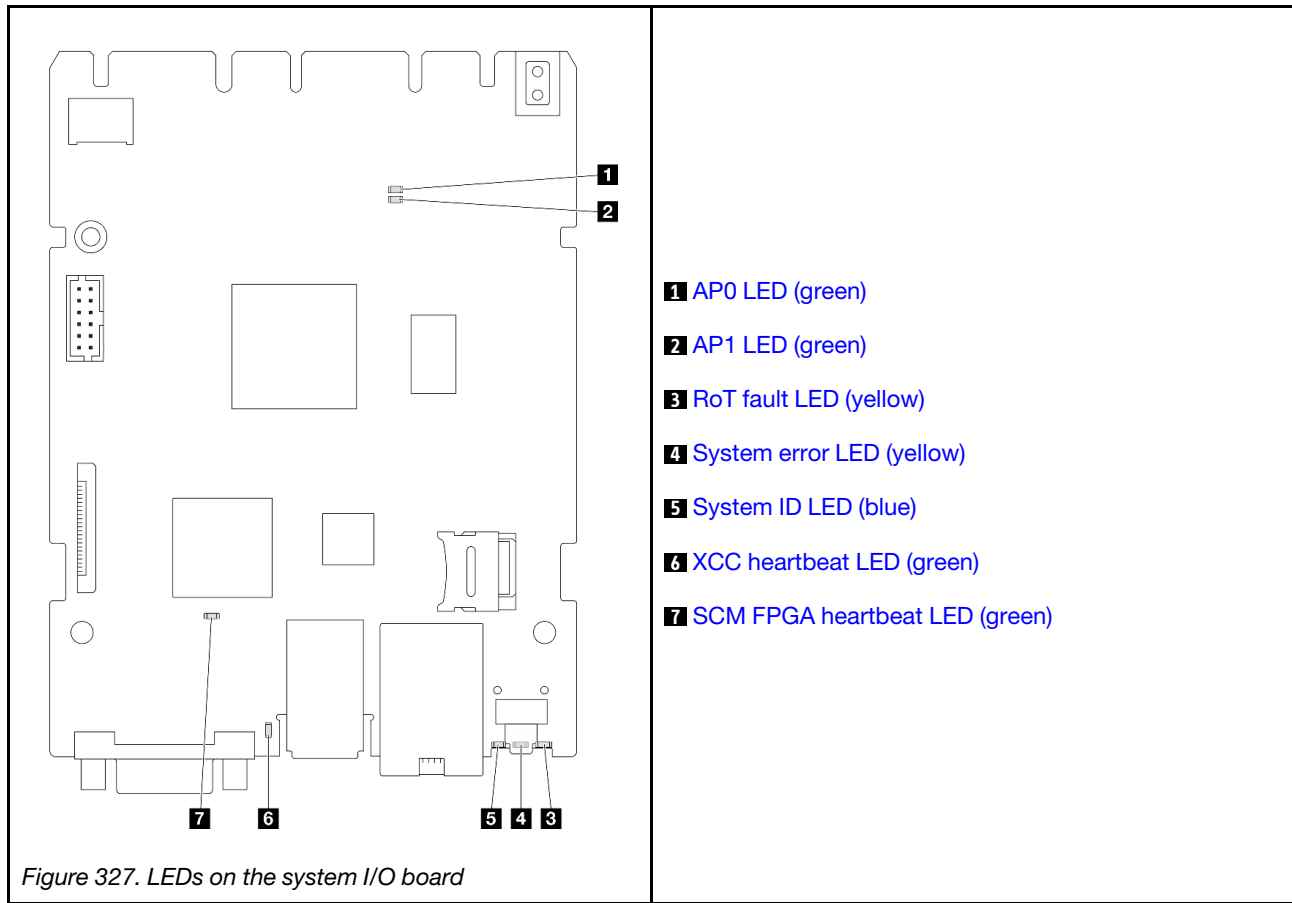 1
2
7
6
5
4
3
Figure 327. LEDs on the system I/O board
1 AP0 LED (green)
2 AP1 LED (green)
3 RoT fault LED (yellow)
4 System error LED (yellow)
5 System ID LED (blue)
6 XCC heartbeat LED (green)
7 SCM FPGA heartbeat LED (green)